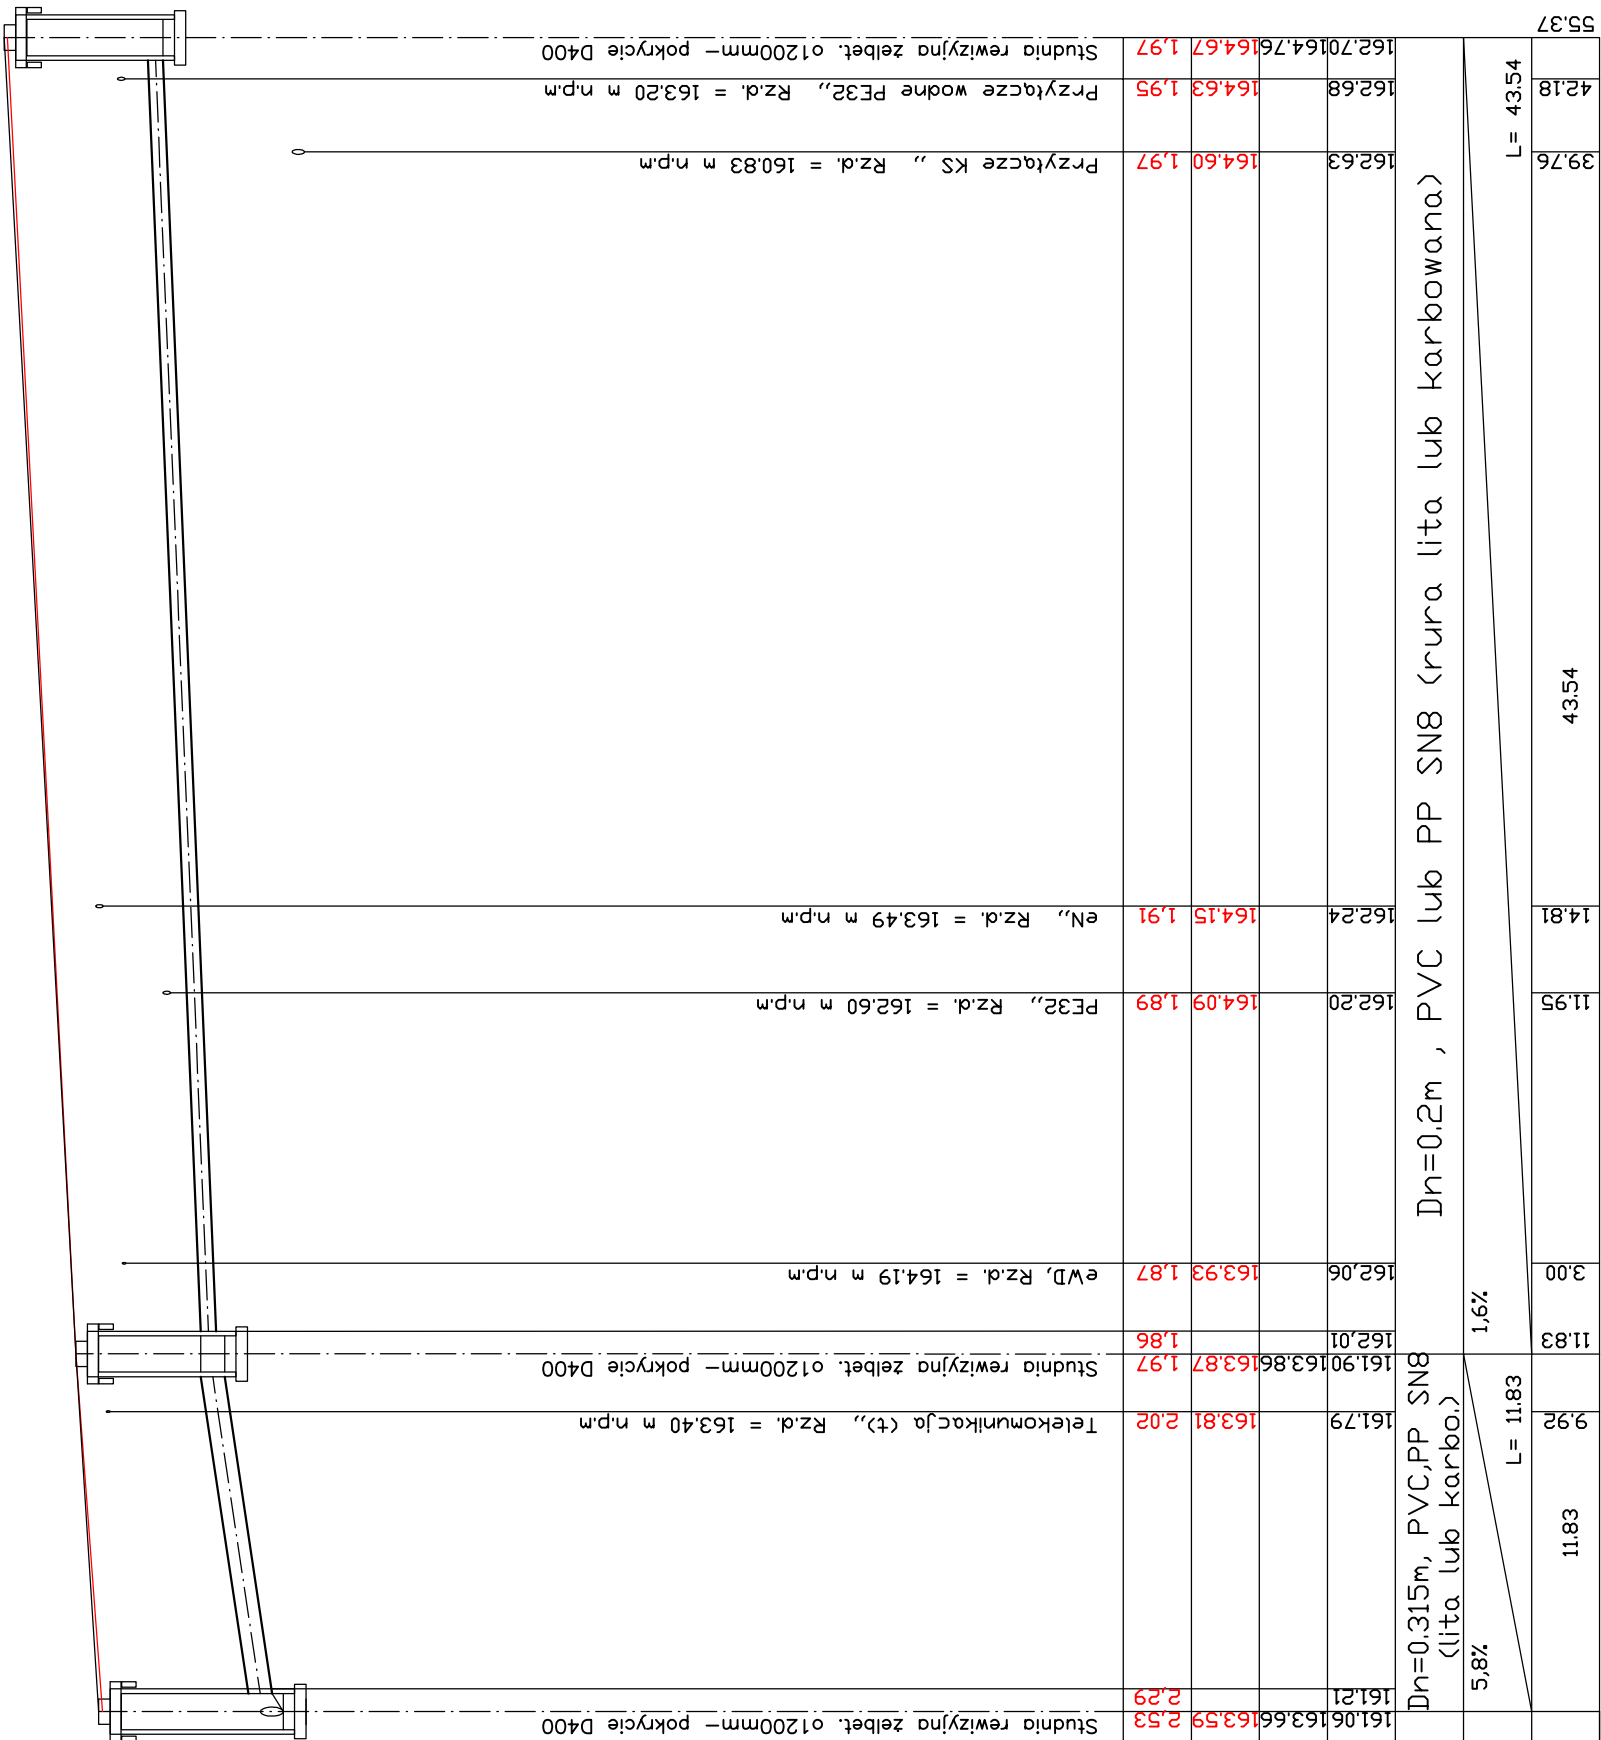 55.37
Studnia rewizyjna żelbet. o1200mm- pokrycie D400 1,97 164.67 164.76 162.70
Przyłącze wodne PE32,, Rz.d. = 163.20 m n.p.m 1,95 164.63 162.68 42.18
Przyłącze KS ,, Rz.d. = 160.83 m n.p.m 1,97 164.60 162.63 39.76
L= 43.54
Dn=0.2m , PVC lub PP SN8 (rura lita lub karbowana)
43.54
eN,, Rz.d. = 163.49 m n.p.m 1,91 164.15 162.24 14.81
PE32,, Rz.d. = 162.60 m n.p.m 1,89 164.09 162.20 11.95
eWD, Rz.d. = 164.19 m n.p.m 1,87 163.93 162,06 3.00
1,6%
1,86 162,01 11.83
Studnia rewizyjna żelbet. o1200mm- pokrycie D400 1,97 163.87 163.86 161.90
Telekomunikacja (t),, Rz.d. = 163.40 m n.p.m 2.02 163.81 161.79 9.92
L= 11.83
Dn=0.315m, PVC,PP SN8
(lita lub karbo.)
11.83
5,8%
2,29 161.21
Studnia rewizyjna żelbet. o1200mm- pokrycie D400 2,53 163.59 163.66 161.06